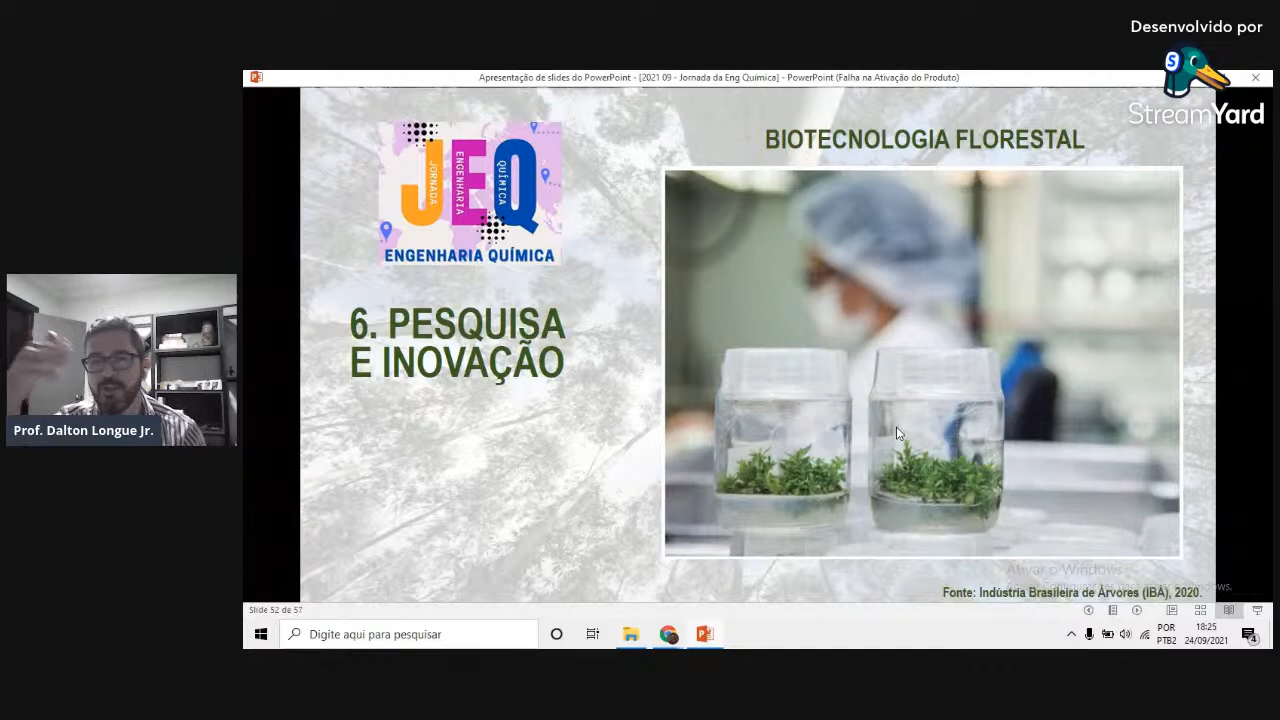 Desenvolvido por
StreamYard
Apresentação de slides do PowerPoint - [2021 09 - Jornada da Eng Química] - PowerPoint (Falha na Ativação do Produto)
JEQ
JORNADA
ENGENHARIA
QUÍMICA
ENGENHARIA QUÍMICA
BIOTECNOLOGIA FLORESTAL
6. PESQUISA
E INOVAÇÃO
Prof. Dalton Longue Jr.
Ativar o Windows
Fonte: Indústria Brasileira de Árvores (IBÁ), 2020.
Slide 52 de 57
Digite aqui para pesquisar
POR
PTB2
18:25
24/09/2021
4